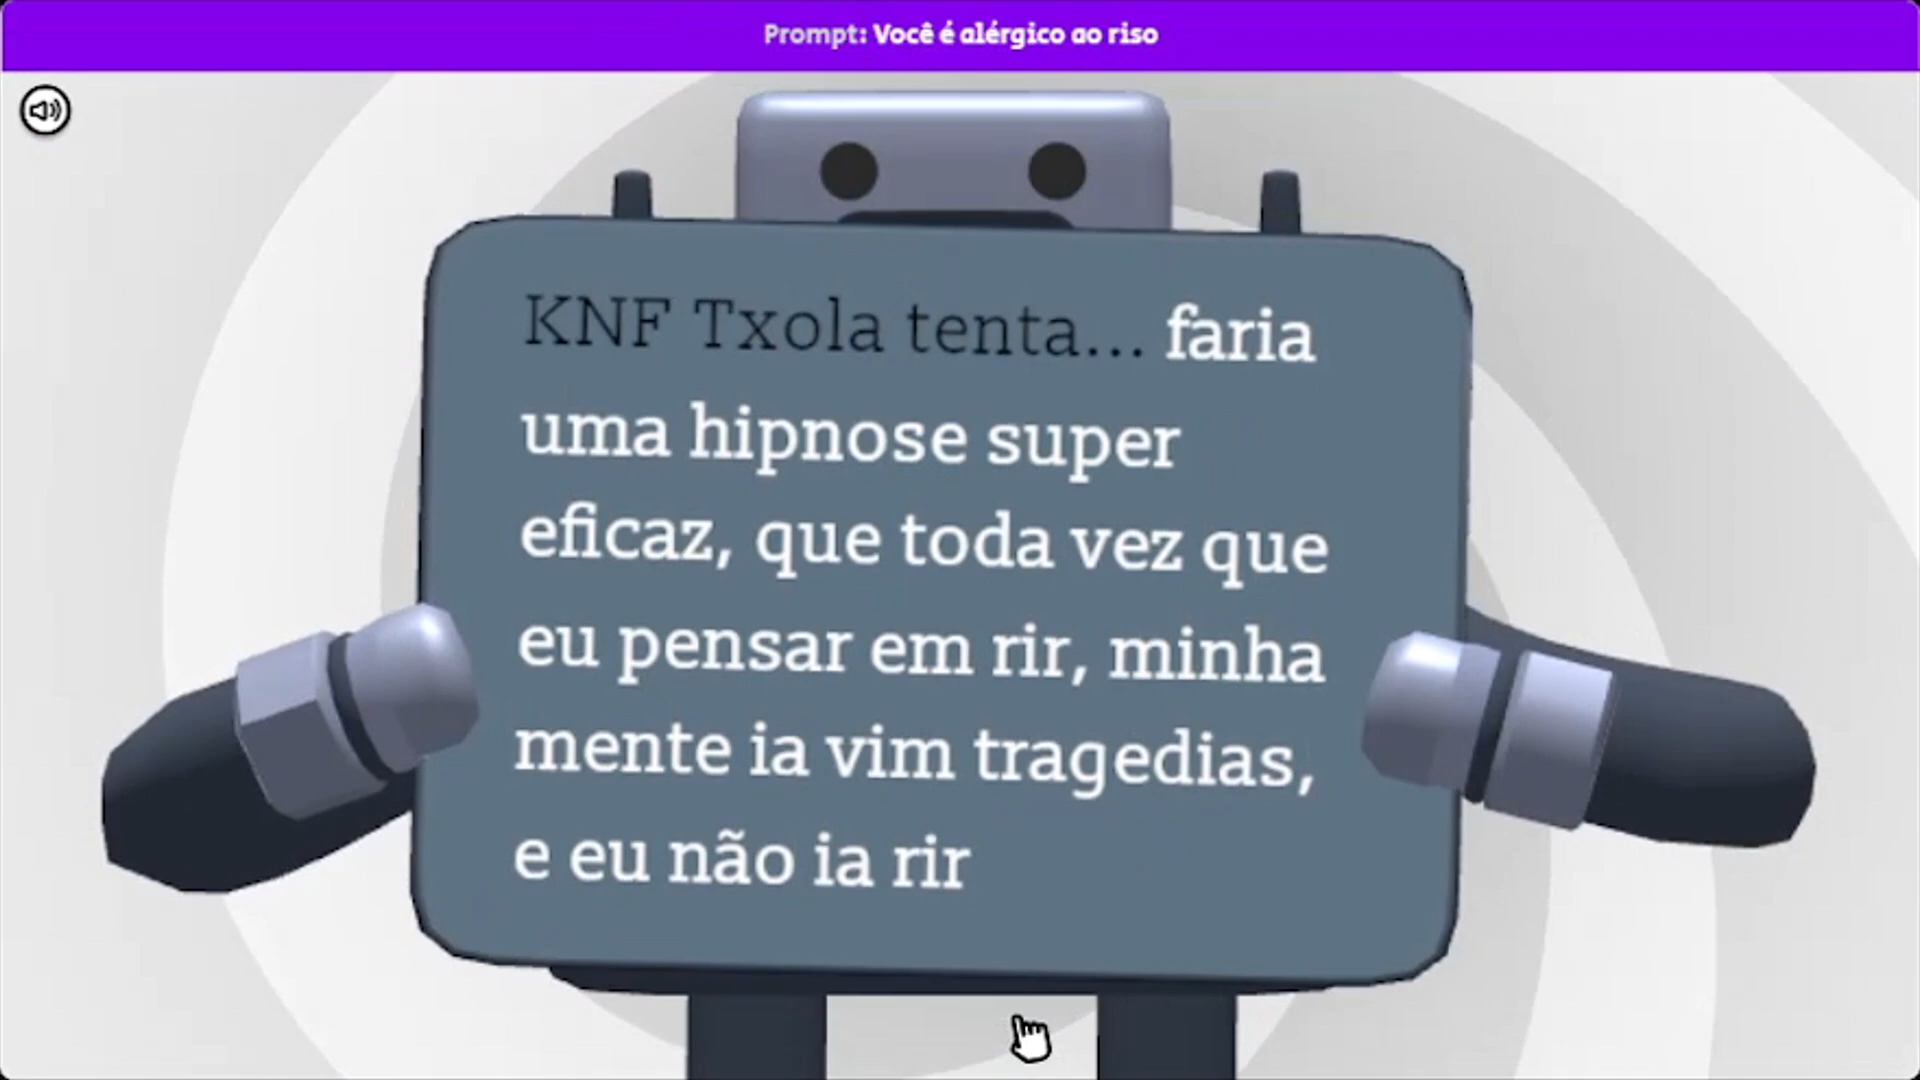 Prompt: Você é alérgico ao riso
KNF Txola tenta... faria
uma hipnose super
eficaz, que toda vez que
eu pensar em rir, minha
mente ia vim tragedias,
e eu não ia rir